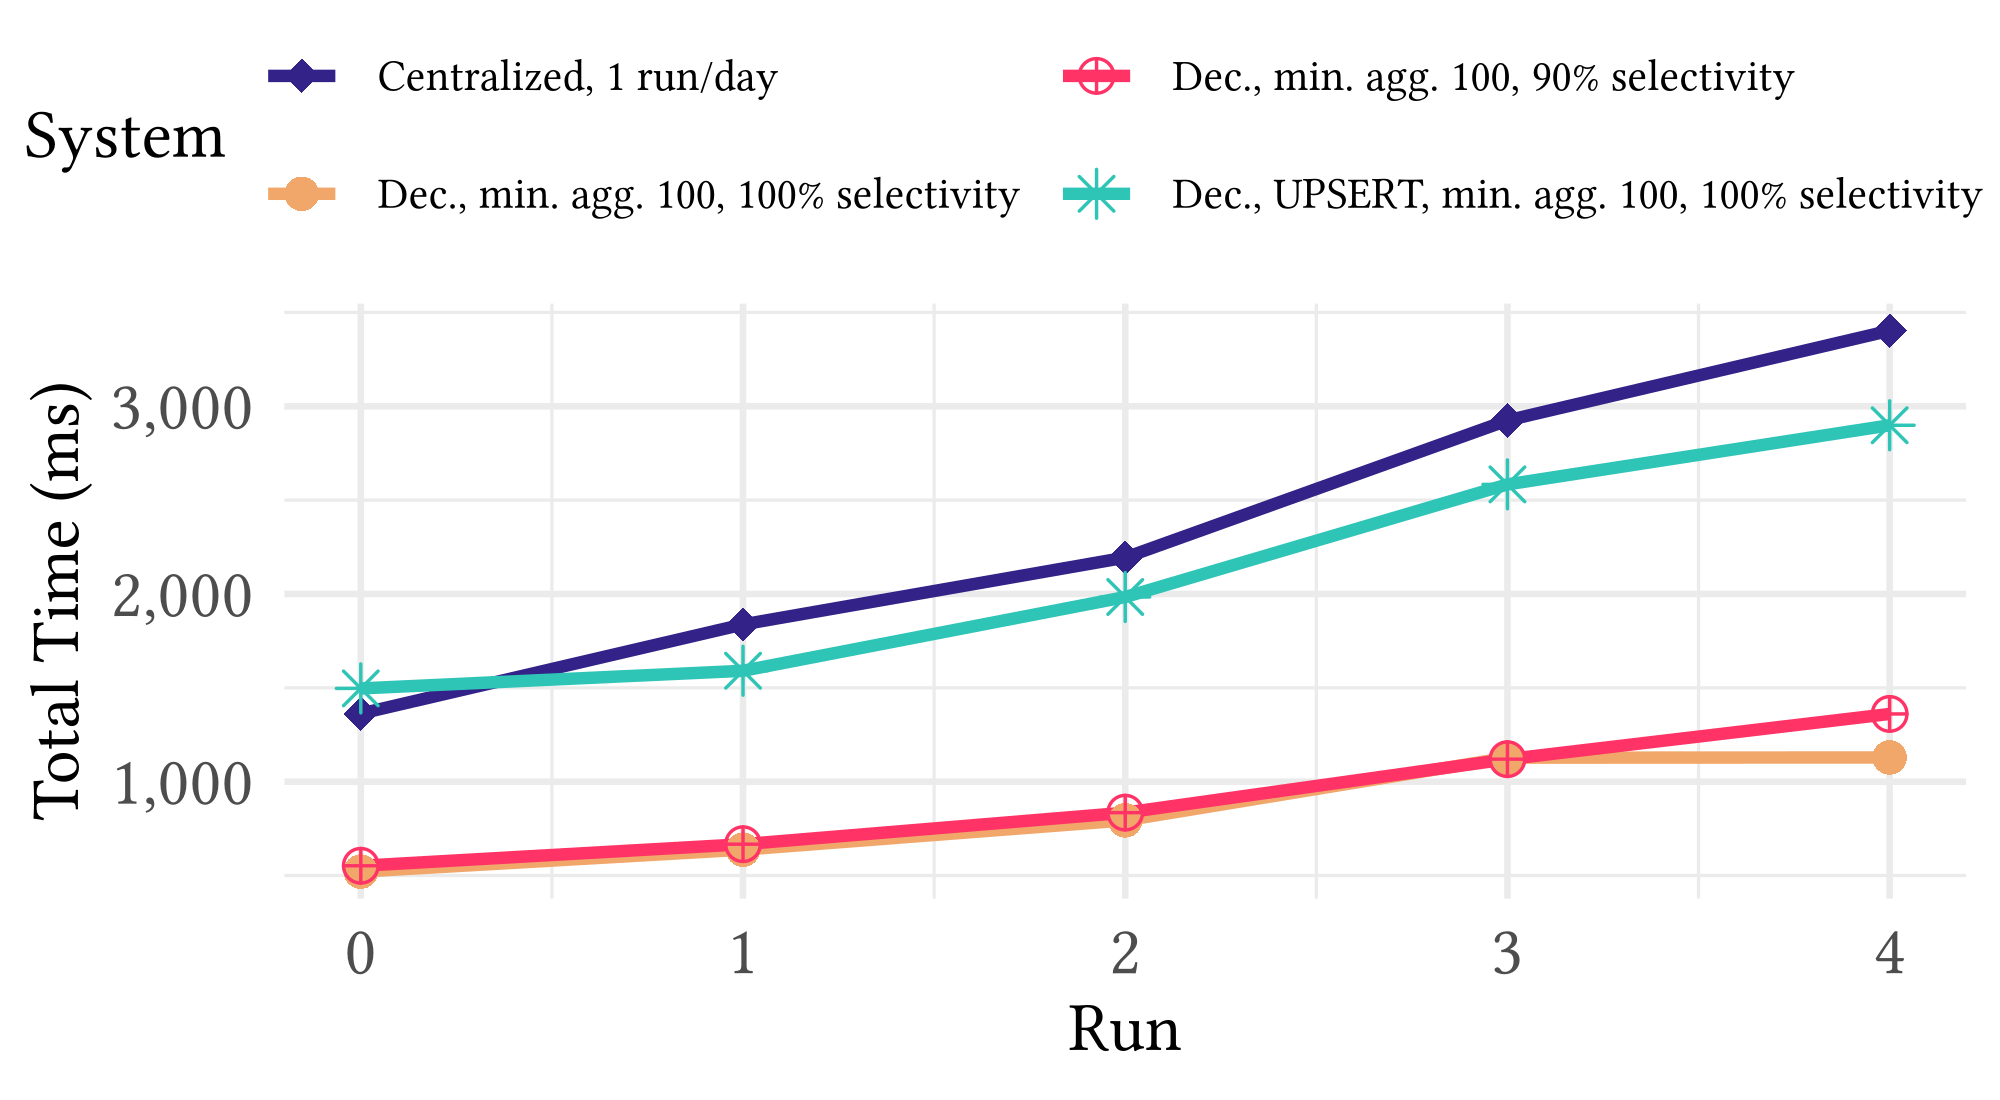 Centralized, 1 run/day
Dec., min. agg. 100, 90% selectivity
System
Dec., min. agg. 100, 100% selectivity
Dec., UPSERT, min. agg. 100, 100% selectivity
Total Time (ms)
3,000
2,000
1,000
0 1 2 3 4
Run